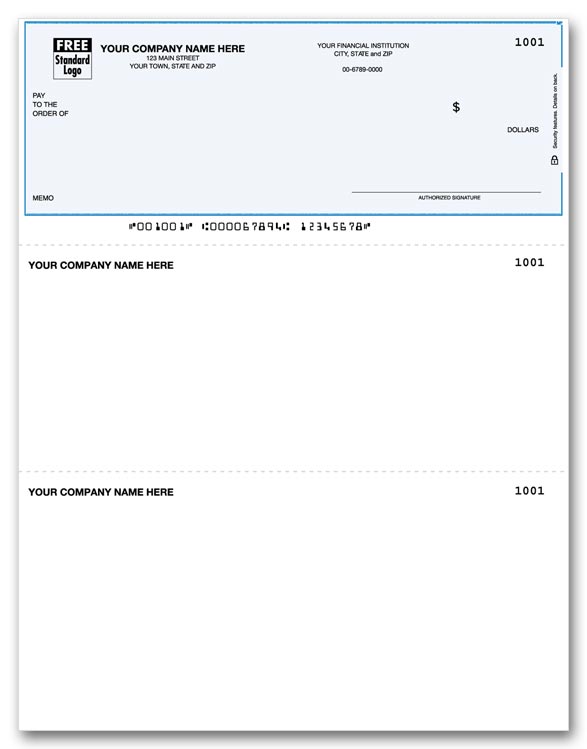 FREE
Standard
Logo
YOUR COMPANY NAME HERE
123 MAIN STREET
YOUR TOWN, STATE AND ZIP
YOUR FINANCIAL INSTITUTION
CITY, STATE and ZIP
00-6789-0000
1001
PAY
TO THE
ORDER OF
$
DOLLARS
Security features. Details on back.
MEMO
AUTHORIZED SIGNATURE
⑈001001⑈ ⑆000067894⑆ 12345678⑈
YOUR COMPANY NAME HERE 1001
YOUR COMPANY NAME HERE 1001